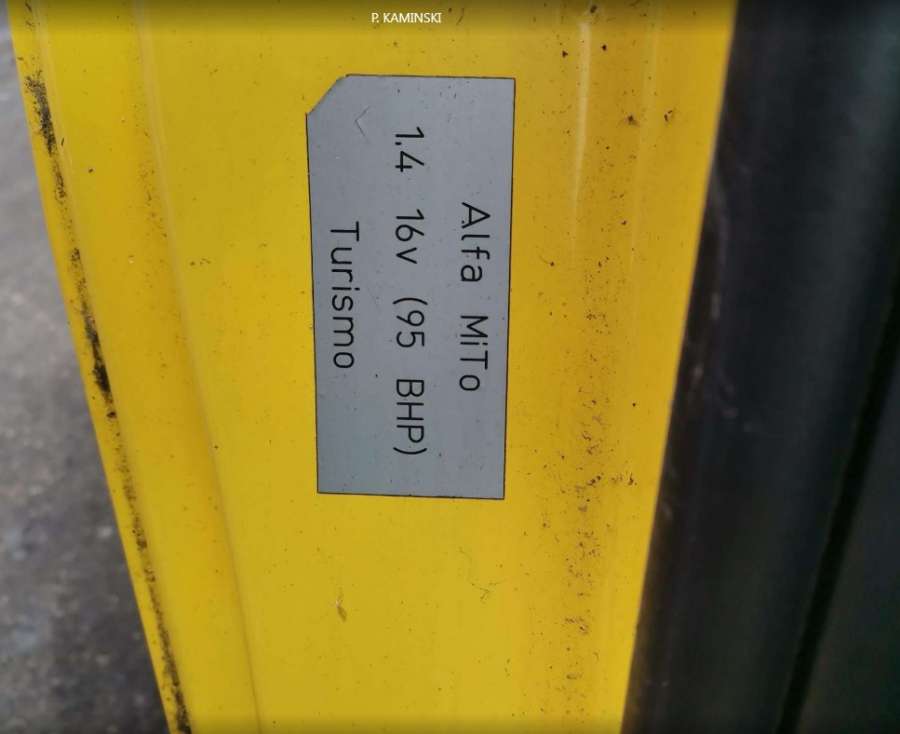 P. KAMINSKI
Alfa MiTo
1.4 16v (95 BHP)
Turismo